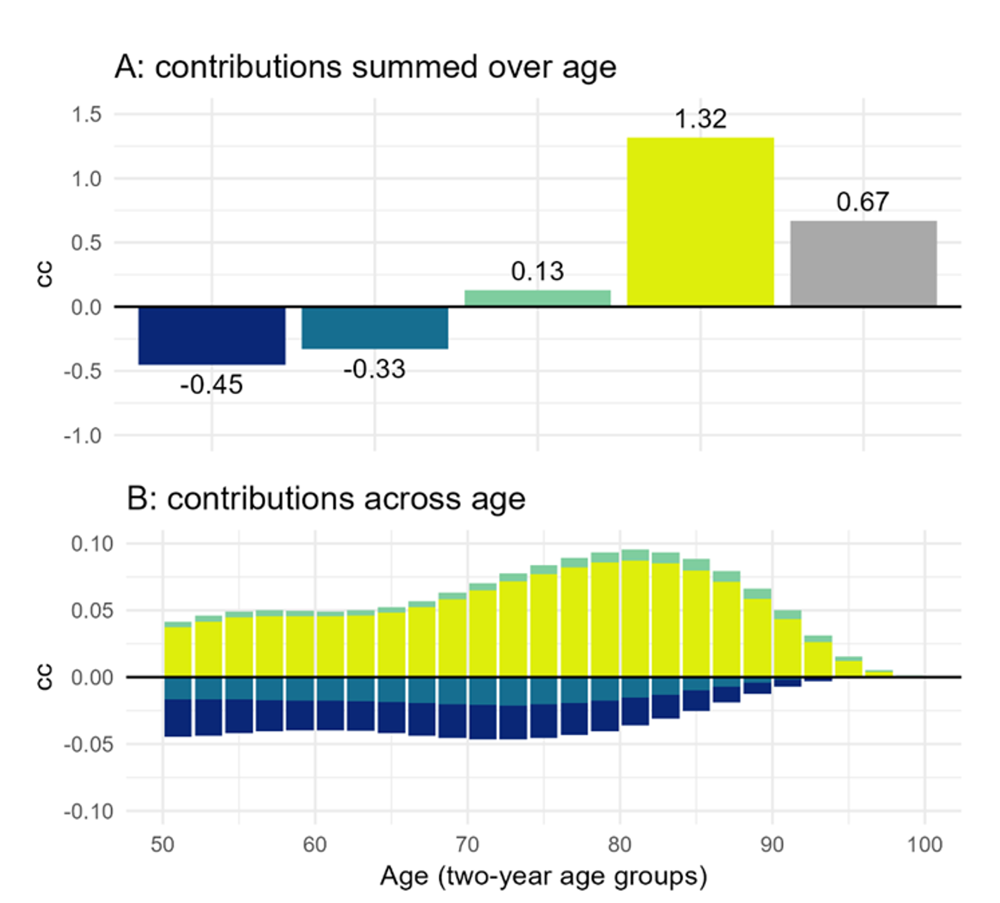 A: contributions summed over age
1.5
1.0
0.5
0.0
-0.5
-1.0
cc
-0.45
-0.33
0.13
1.32
0.67
B: contributions across age
0.10
0.05
0.00
-0.05
-0.10
cc
50 60 70 80 90 100
Age (two-year age groups)